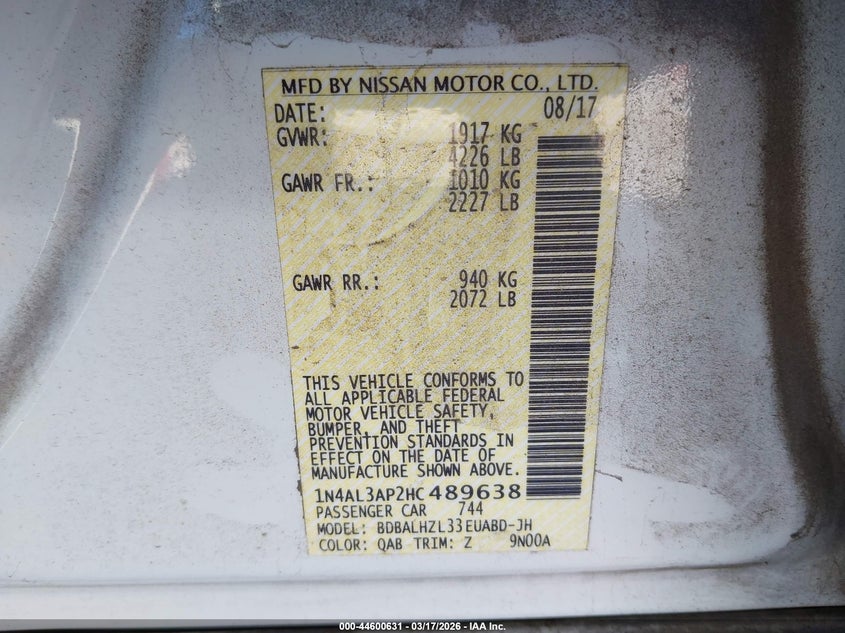 MFD BY NISSAN MOTOR CO., LTD.
DATE: 08/17
GVWR: 1917 KG
4226 LB
GAWR FR.: 1010 KG
2227 LB
GAWR RR.: 940 KG
2072 LB
THIS VEHICLE CONFORMS TO
ALL APPLICABLE FEDERAL
MOTOR VEHICLE SAFETY,
BUMPER, AND THEFT
PREVENTION STANDARDS IN
EFFECT ON THE DATE OF
MANUFACTURE SHOWN ABOVE.
1N4AL3AP2HC489638
PASSENGER CAR 744
MODEL: BDBALHZL33EUABD-JH
COLOR: QAB TRIM: Z 9N00A
000-44600631 - 03/17/2026 - IAA Inc.